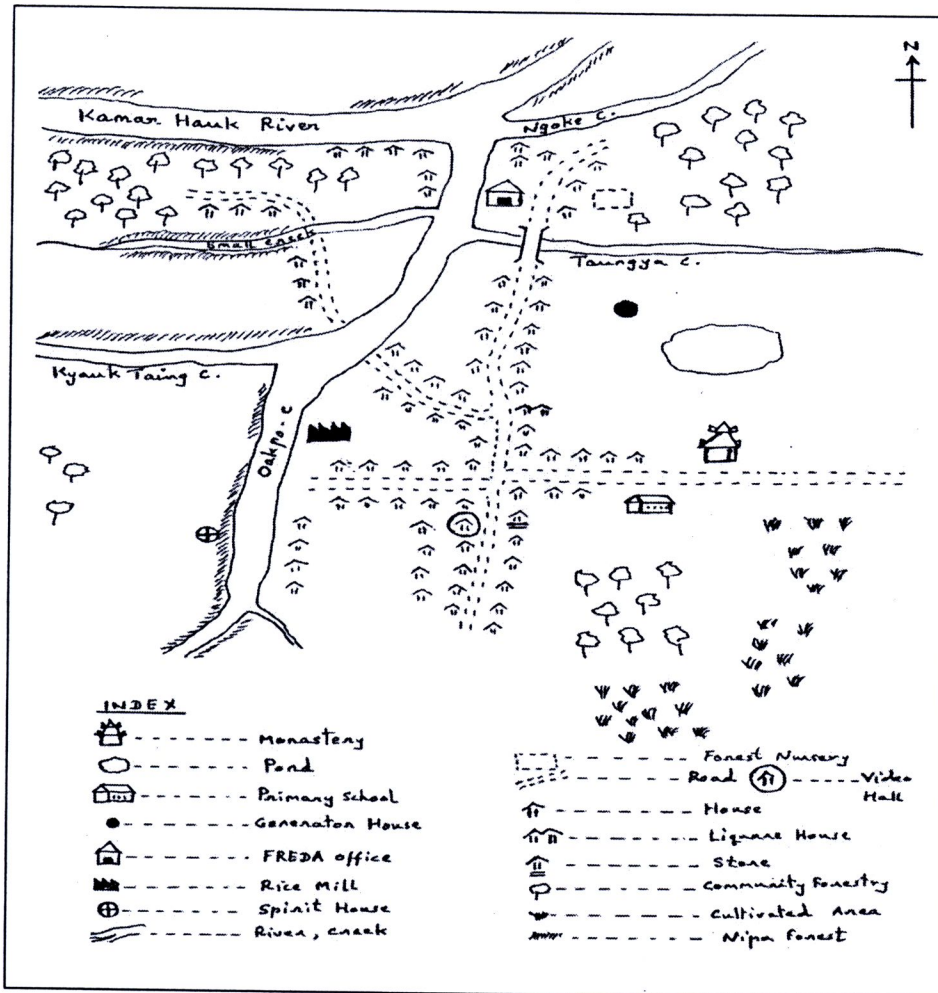 N
Kamar Hauk River
Ngoke C.
Small Creek
Taungya C.
Kyauk Taing C.
Oakpo. C
INDEX
Monastery
Pond
Primary School
Generator House
FREDA office
Rice Mill
Spirit House
River, creek
Forest Nursery
Road
Video Hall
House
Liquare House
Store
Community Forestry
Cultivated Area
Nipa Forest